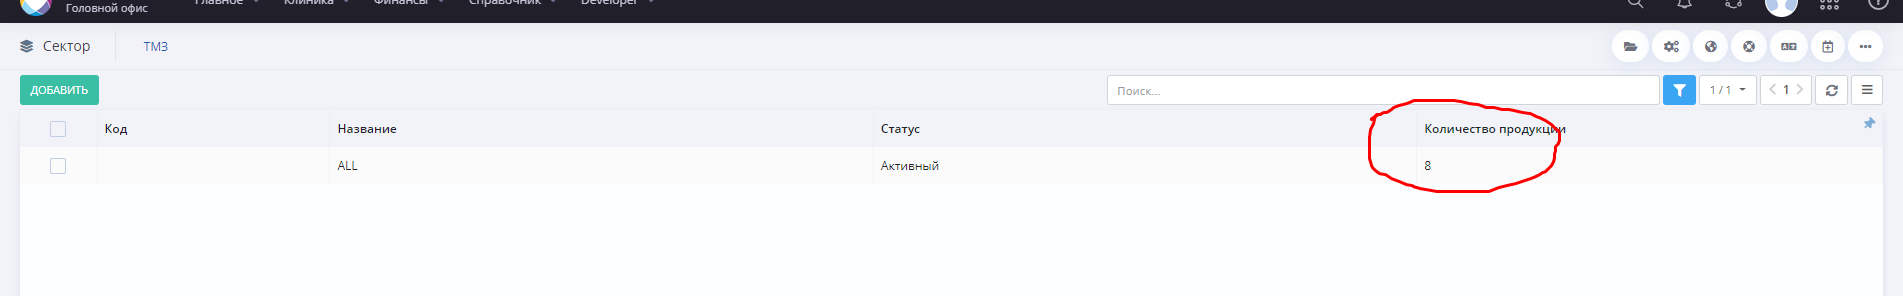 Головной офис
Главное Клиника Финансы Справочник Developer
Сектор ТМЗ
ДОБАВИТЬ Поиск... 1 / 1 1
Код Название Статус Количество продукции
ALL Активный 8